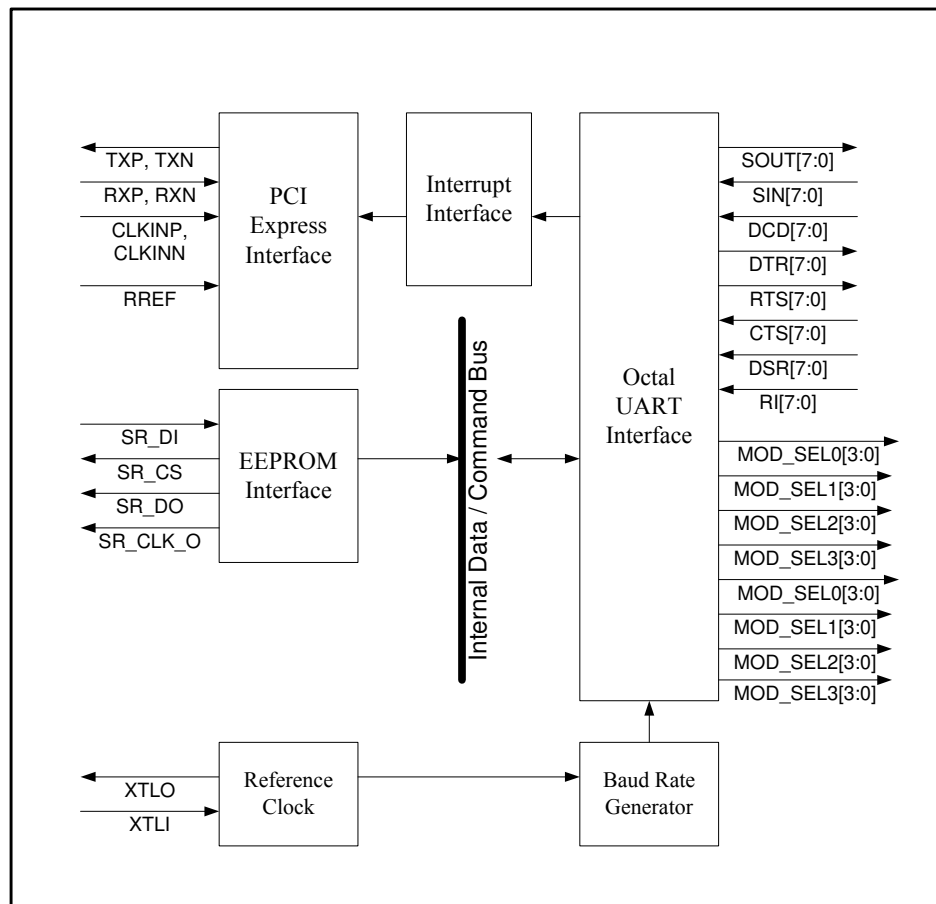 TXP, TXN
RXP, RXN
CLKINP,
CLKINN
RREF
PCI
Express
Interface
Interrupt
Interface
SOUT[7:0]
SIN[7:0]
DCD[7:0]
DTR[7:0]
RTS[7:0]
CTS[7:0]
DSR[7:0]
RI[7:0]
Octal
UART
Interface
SR_DI
SR_CS
SR_DO
SR_CLK_O
EEPROM
Interface
Internal Data / Command Bus
MOD_SEL0[3:0]
MOD_SEL1[3:0]
MOD_SEL2[3:0]
MOD_SEL3[3:0]
MOD_SEL0[3:0]
MOD_SEL1[3:0]
MOD_SEL2[3:0]
MOD_SEL3[3:0]
XTLO
XTLI
Reference
Clock
Baud Rate
Generator